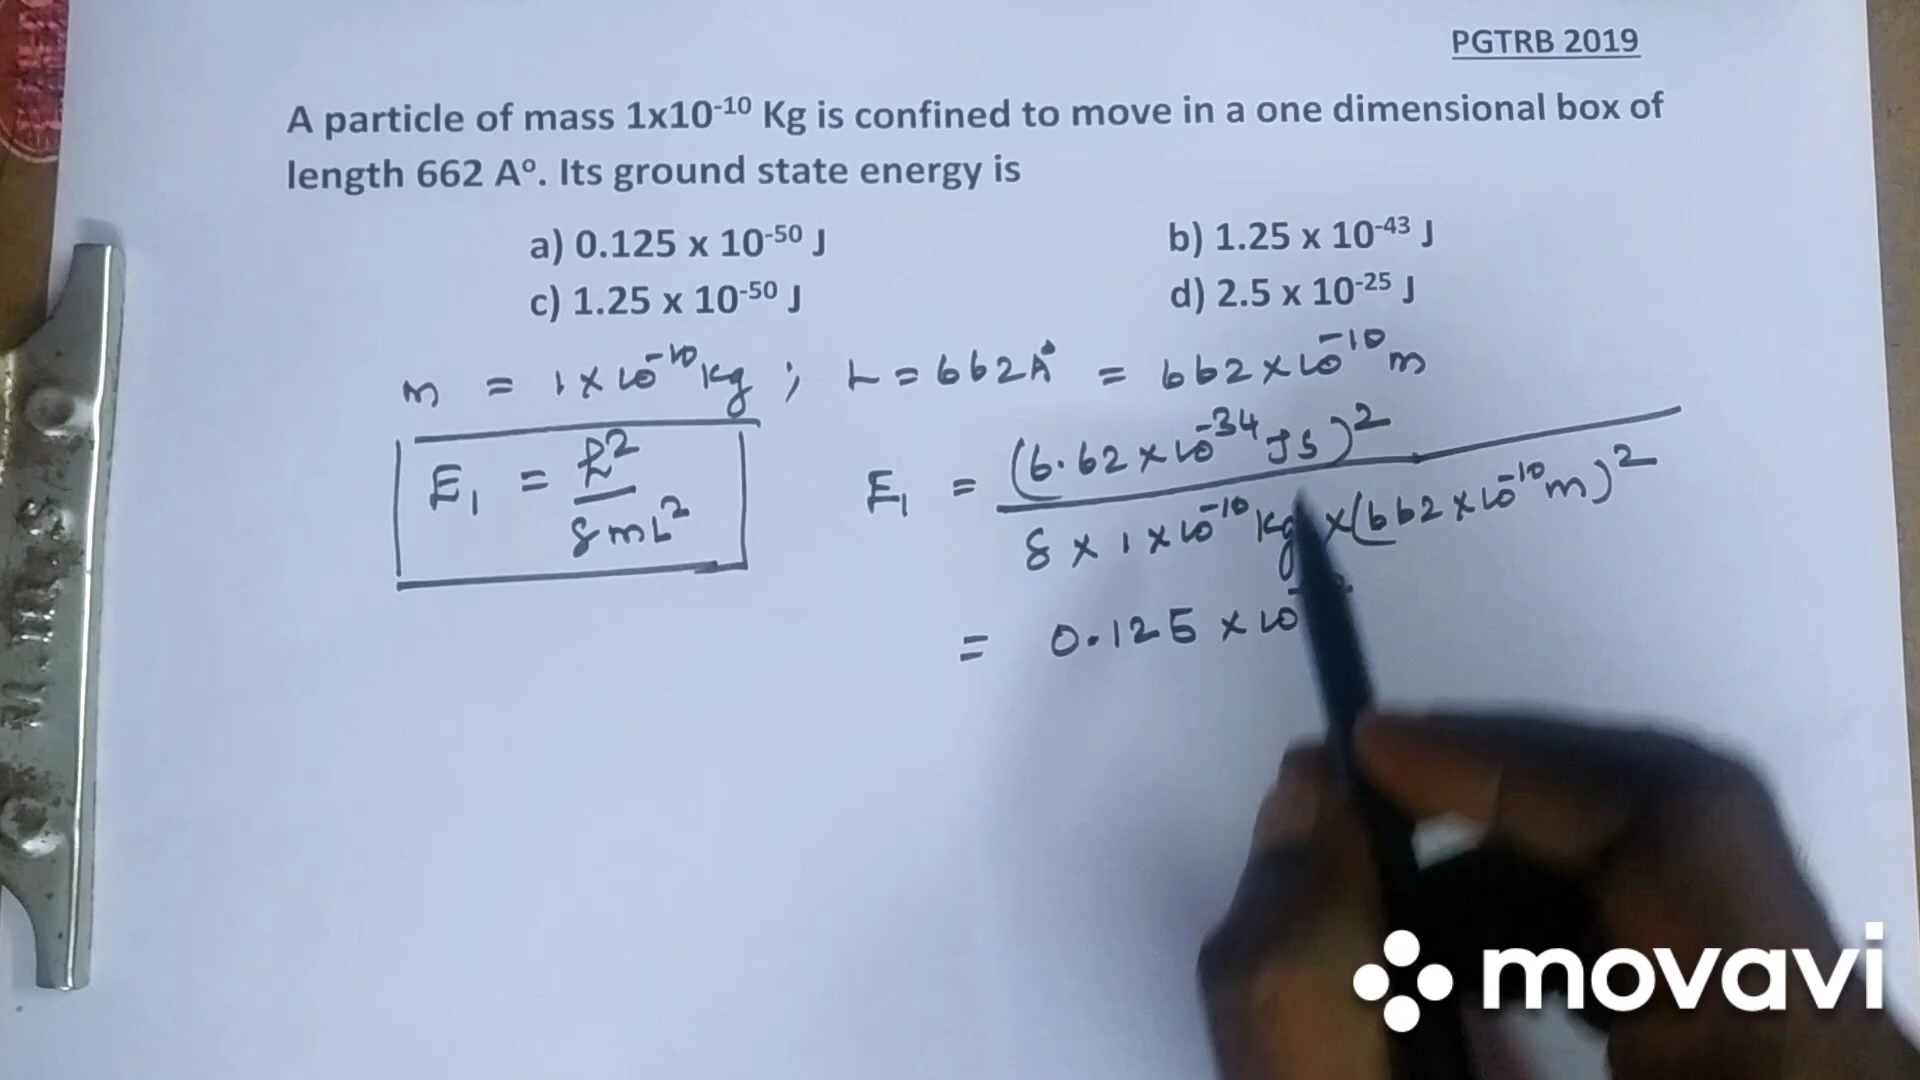 PGTRB 2019
A particle of mass 1x10⁻¹⁰ Kg is confined to move in a one dimensional box of
length 662 Aᵒ. Its ground state energy is
a) 0.125 x 10⁻⁵⁰ J
b) 1.25 x 10⁻⁴³ J
c) 1.25 x 10⁻⁵⁰ J
d) 2.5 x 10⁻²⁵ J
m = 1 × 10⁻¹⁰ kg ; L = 662 A° = 662 × 10⁻¹⁰ m
E₁ = h² / 8mL²
E₁ = (6.62 × 10⁻³⁴ Js)² / 8 × 1 × 10⁻¹⁰ kg × (662 × 10⁻¹⁰ m)²
= 0.125 × 10
movavi